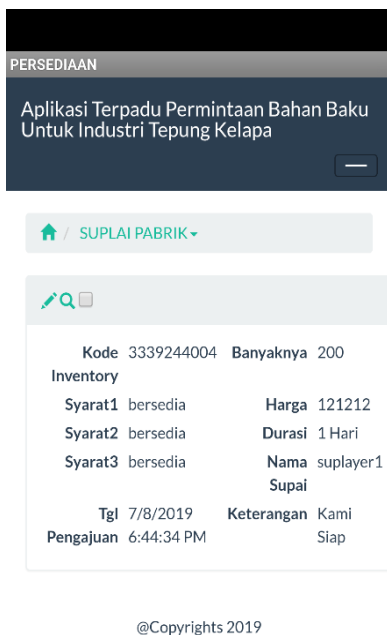 PERSEDIAAN
Aplikasi Terpadu Permintaan Bahan Baku
Untuk Industri Tepung Kelapa
/ SUPLAI PABRIK
Kode 3339244004 Banyaknya 200
Inventory
Syarat1 bersedia Harga 121212
Syarat2 bersedia Durasi 1 Hari
Syarat3 bersedia Nama suplayer1
Supai
Tgl 7/8/2019 Keterangan Kami
Pengajuan 6:44:34 PM Siap
@Copyrights 2019